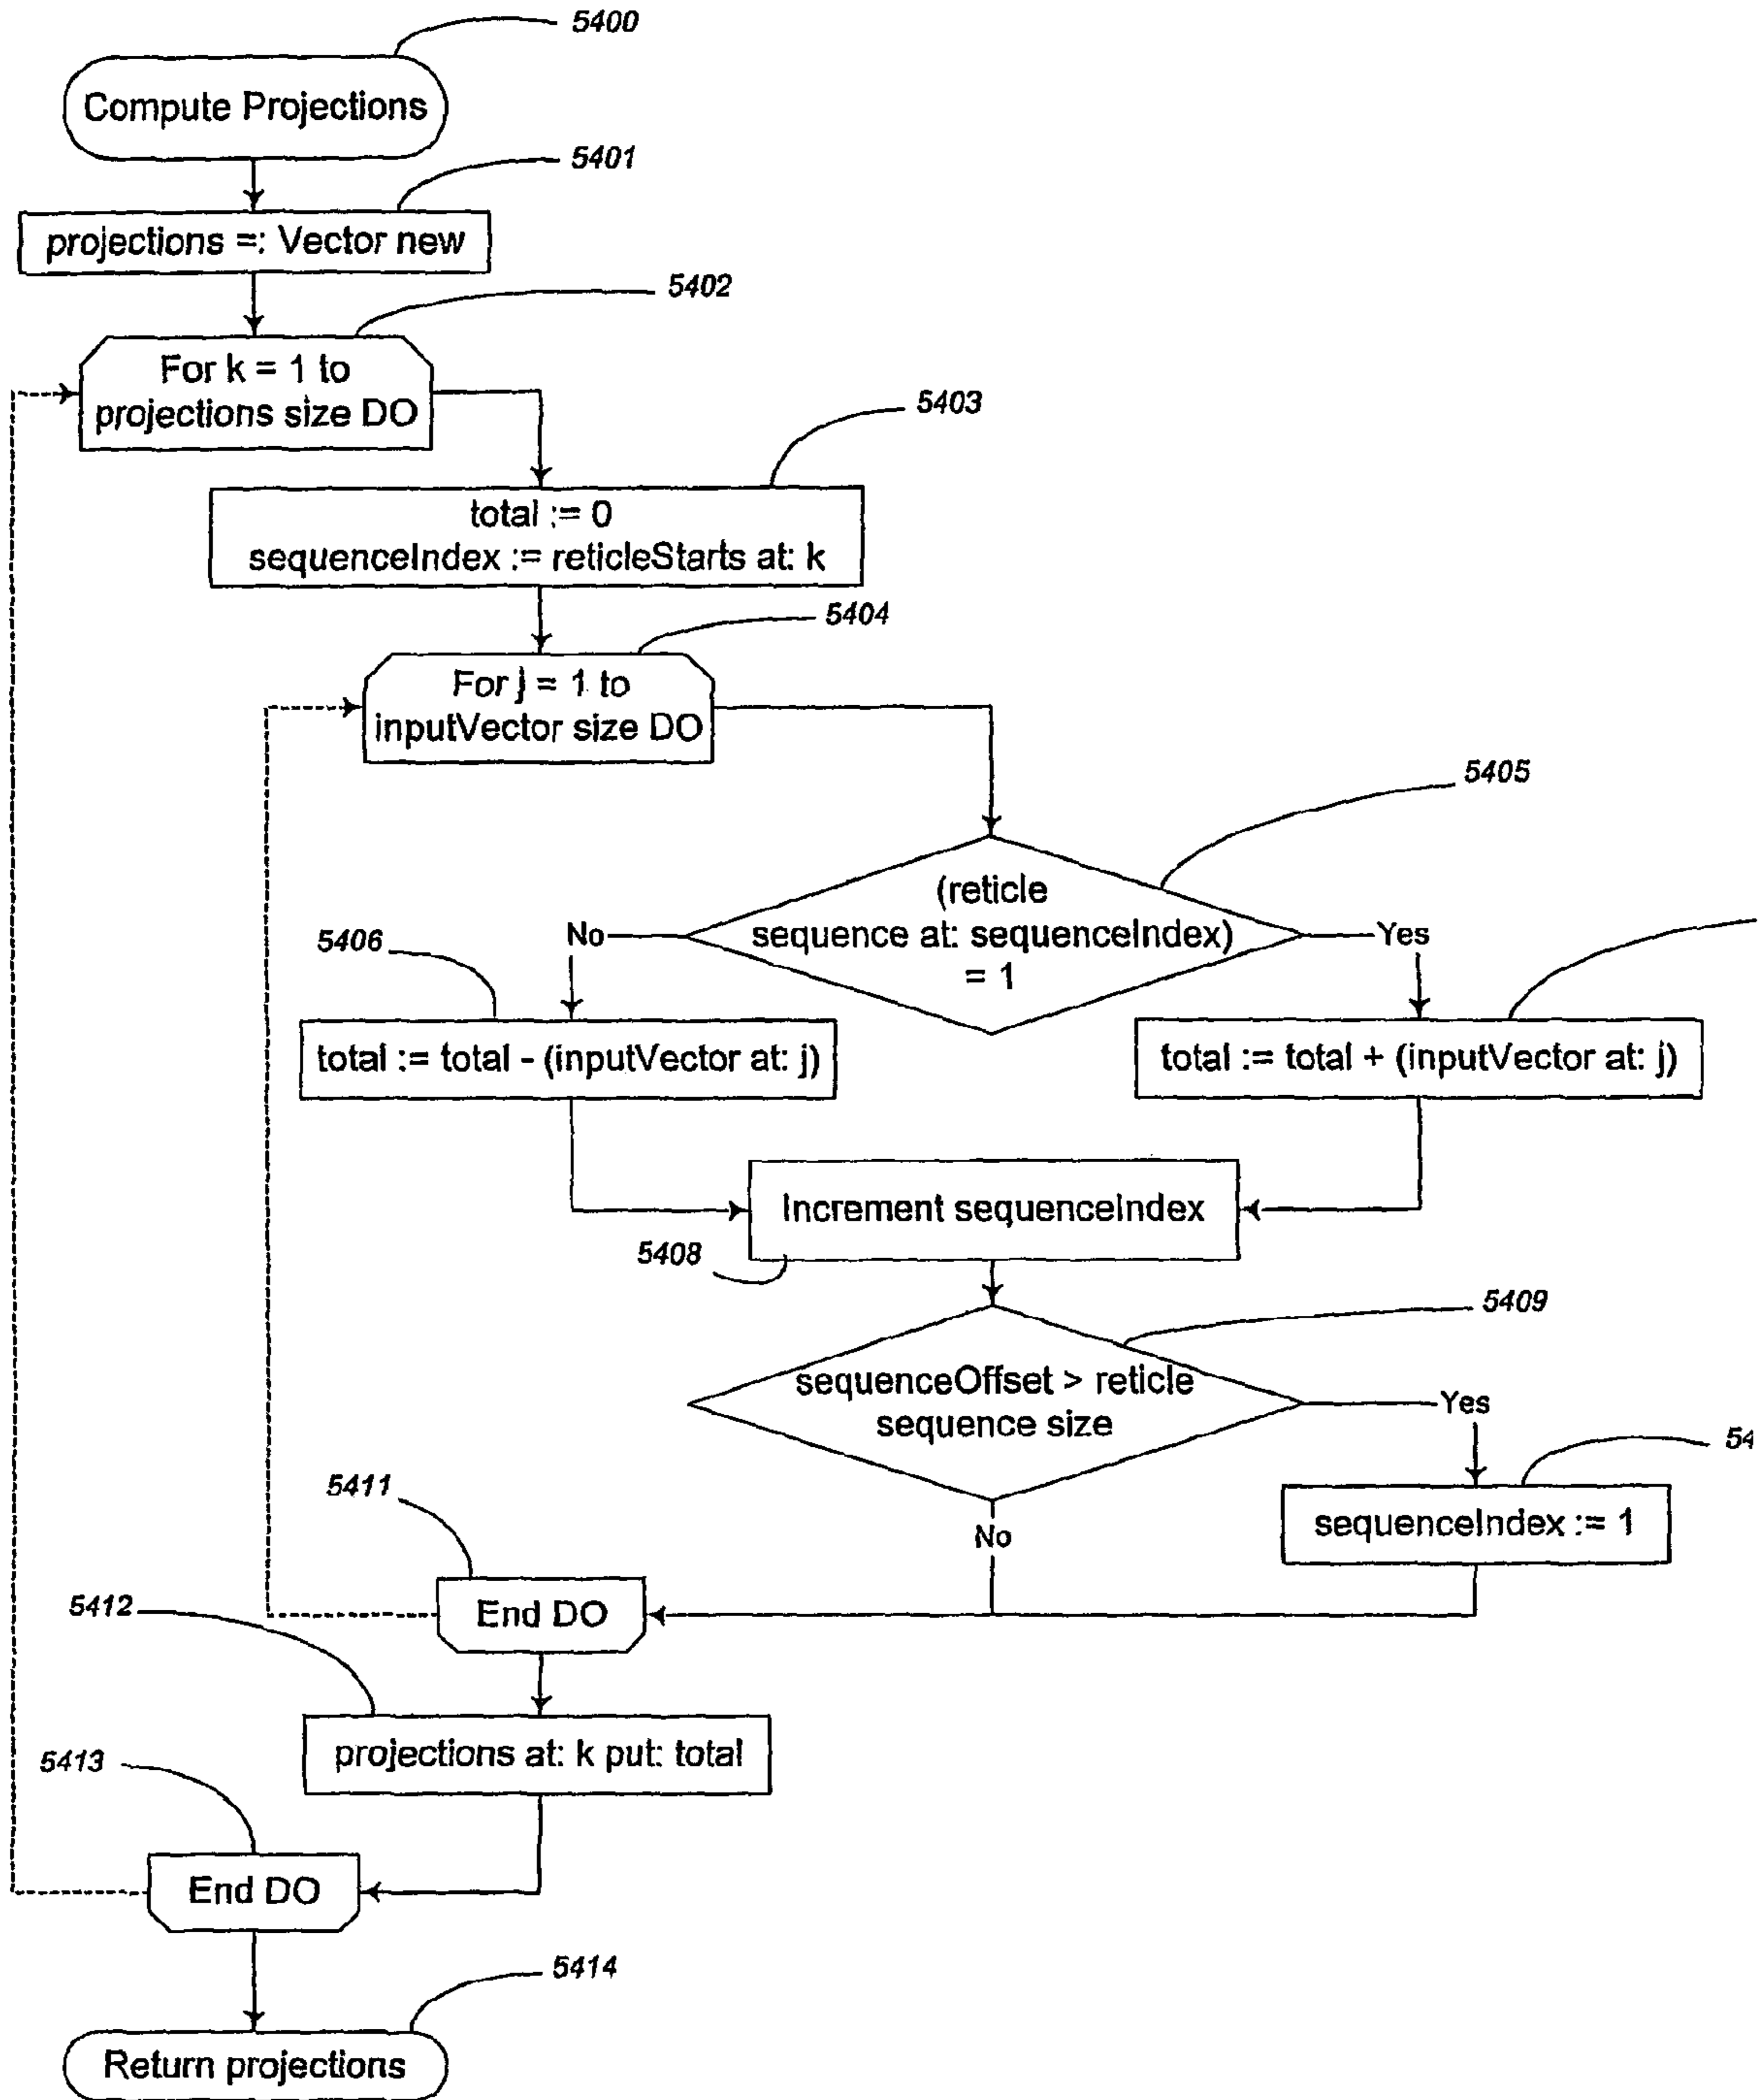 5400
Compute Projections
5401
projections =: Vector new
5402
For k = 1 to
projections size DO
5403
total := 0
sequenceIndex := reticleStarts at: k
5404
For j = 1 to
inputVector size DO
5405
(reticle
sequence at: sequenceIndex)
= 1
No
Yes
5406
total := total - (inputVector at: j)
total := total + (inputVector at: j)
Increment sequenceIndex
5408
5409
sequenceOffset > reticle
sequence size
Yes
No
54
sequenceIndex := 1
5411
End DO
5412
projections at: k put: total
5413
End DO
5414
Return projections